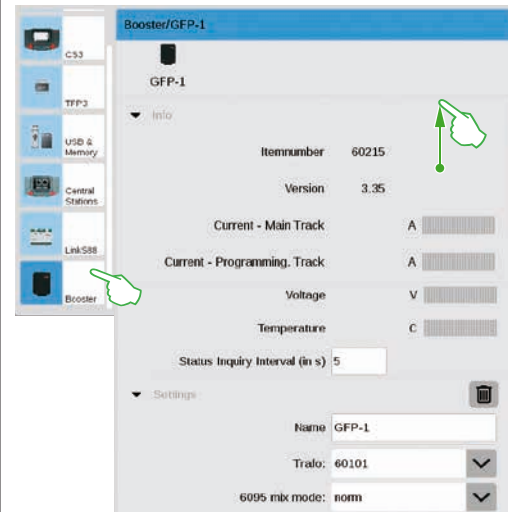 CS3
TFP3
USB &
Memory
Central
Stations
LinkS88
Booster
Booster/GFP-1
GFP-1
Info
Itemnumber 60215
Version 3.35
Current - Main Track A
Current - Programming. Track A
Voltage V
Temperature C
Status Inquiry Interval (in s) 5
Settings
Name GFP-1
Trafo: 60101
6095 mix mode: norm